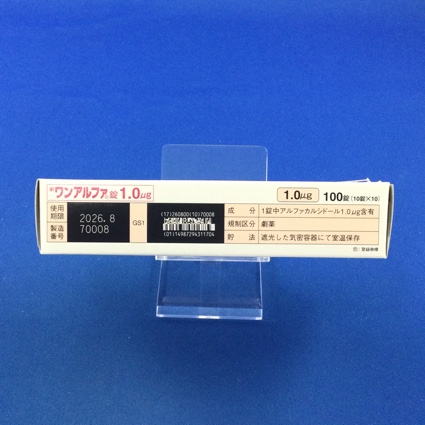 ワンアルファ®錠1.0μg
1.0μg 100錠(10錠×10)
使用期限 2026.8
製造番号 70008
GS1
(17)260800(10)70008
(01)14987294311704
成分 1錠中アルファカルシドール1.0μg含有
規制区分 劇薬
貯法 遮光した気密容器にて室温保存
®:登録商標